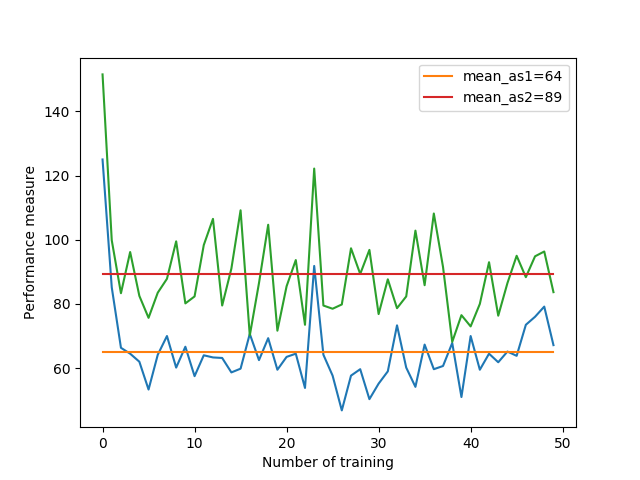 mean_as1=64
mean_as2=89
140
120
100
80
60
0 10 20 30 40 50
Performance measure
Number of training